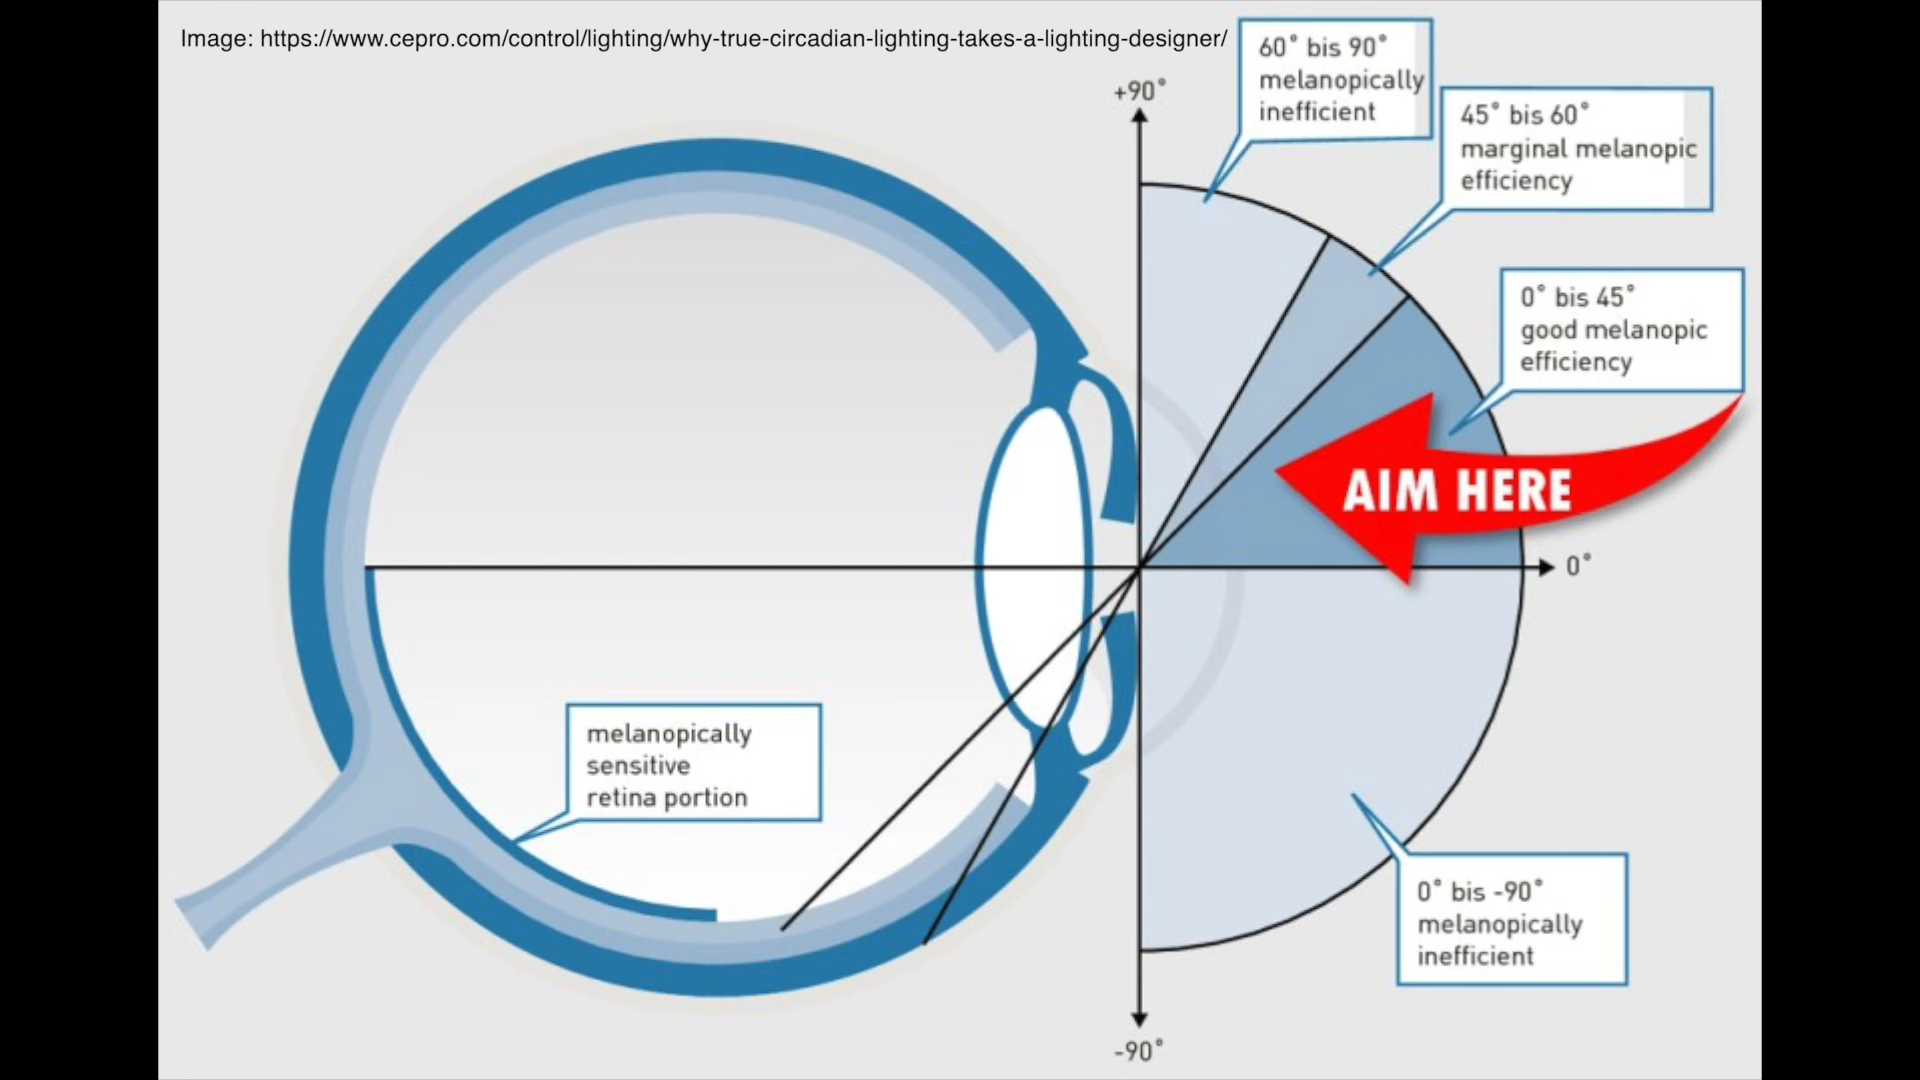 Image: https://www.cepro.com/control/lighting/why-true-circadian-lighting-takes-a-lighting-designer/
60° bis 90°
melanopically
inefficient
+90°
45° bis 60°
marginal melanopic
efficiency
0° bis 45°
good melanopic
efficiency
AIM HERE
0°
melanopically
sensitive
retina portion
0° bis -90°
melanopically
inefficient
-90°